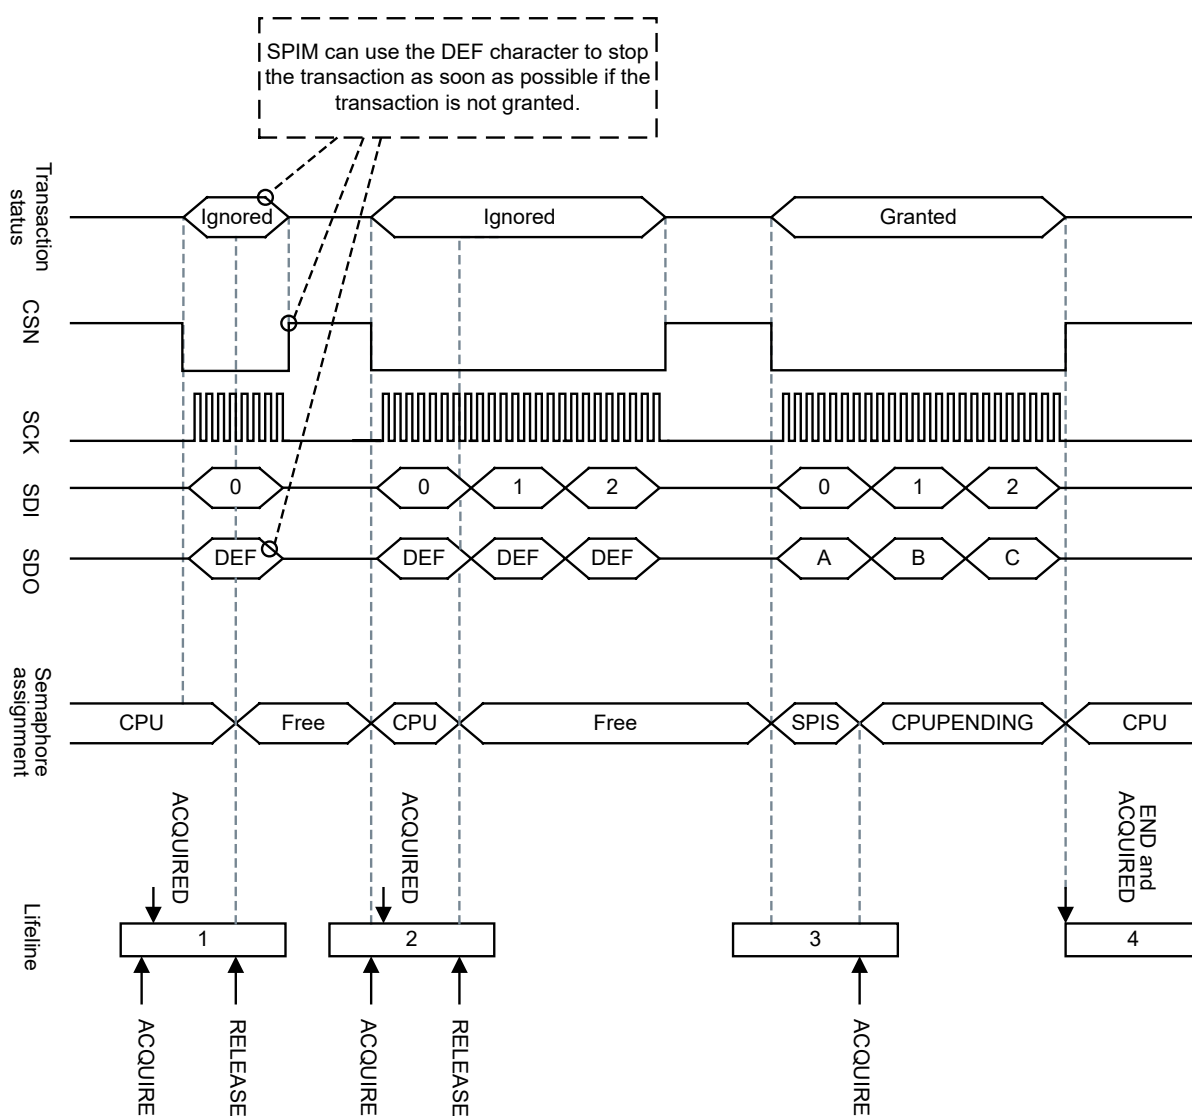 SPIM can use the DEF character to stop
the transaction as soon as possible if the
transaction is not granted.
Transaction
status
Ignored
Ignored
Granted
CSN
SCK
SDI
0
0
1
2
0
1
2
SDO
DEF
DEF
DEF
DEF
A
B
C
Semaphore
assignment
CPU
Free
CPU
Free
SPIS
CPUPENDING
CPU
ACQUIRED
ACQUIRED
END and
ACQUIRED
Lifeline
1
2
3
4
ACQUIRE
RELEASE
ACQUIRE
RELEASE
ACQUIRE